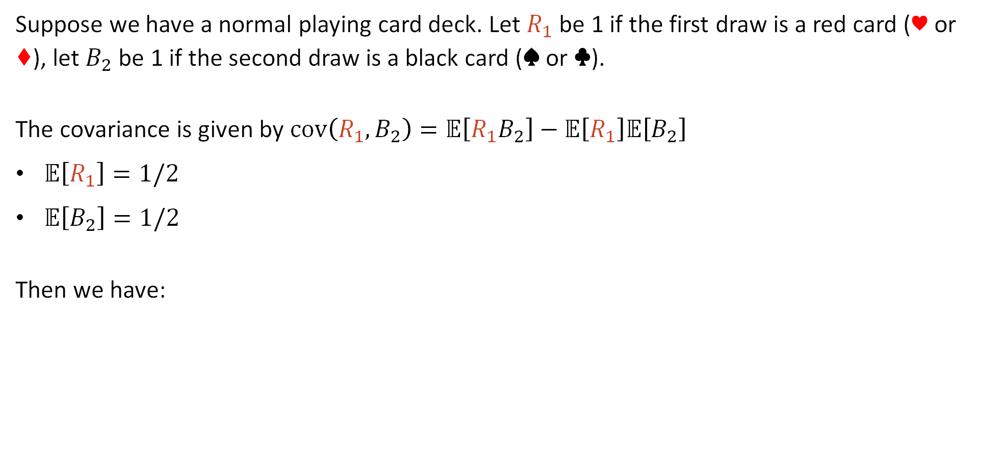 Suppose we have a normal playing card deck. Let R₁ be 1 if the first draw is a red card (♥ or
♦), let B₂ be 1 if the second draw is a black card (♠ or ♣).
The covariance is given by cov(R₁, B₂) = 𝔼[R₁B₂] − 𝔼[R₁]𝔼[B₂]
• 𝔼[R₁] = 1/2
• 𝔼[B₂] = 1/2
Then we have: